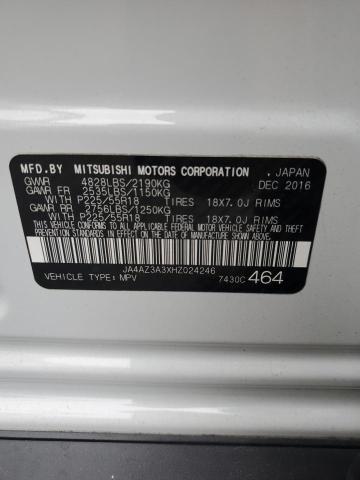 MFD.BY MITSUBISHI MOTORS CORPORATION , JAPAN
GVWR 4828LBS/2190KG DEC 2016
GAWR FR 2535LBS/1150KG
WITH P225/55R18 TIRES 18X7.0J RIMS
GAWR RR 2756LBS/1250KG
WITH P225/55R18 TIRES 18X7.0J RIMS
THIS VEHICLE CONFORMS TO ALL APPLICABLE FEDERAL MOTOR VEHICLE
SAFETY AND THEFT PREVENTION STANDARDS IN EFFECT ON THE DATE OF
MANUFACTURE SHOWN ABOVE.
JA4AZ3A3XHZ024246
VEHICLE TYPE: MPV 7430C 464